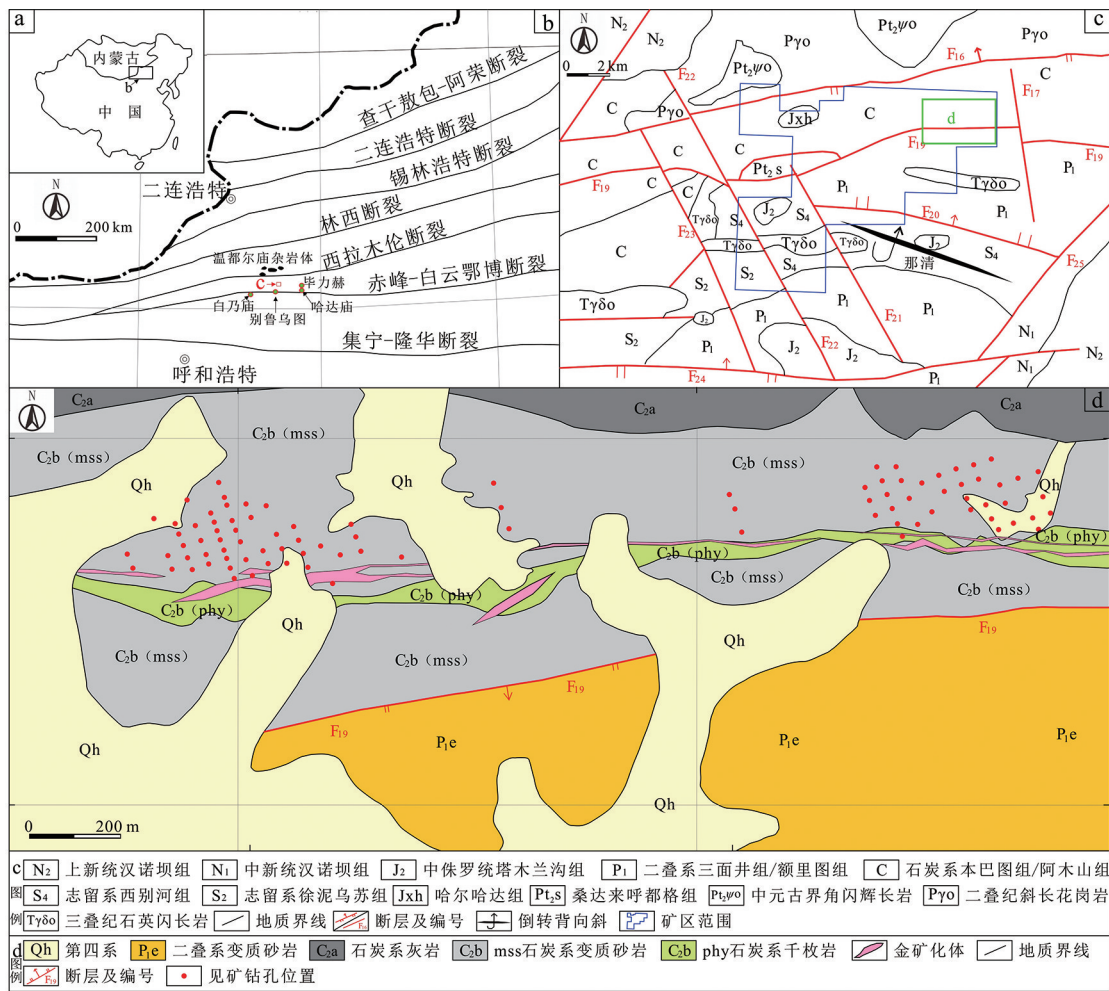 a
内蒙古
b
中 国
N
0 200 km
b
查干敖包-阿荣断裂
二连浩特断裂
锡林浩特断裂
二连浩特
林西断裂
西拉木伦断裂
温都尔庙杂岩体
赤峰-白云鄂博断裂
C
毕力赫
白乃庙
哈达庙
别鲁乌图
集宁-隆华断裂
呼和浩特
c
N
0 2 km
N₂
N₂
Pt₂ψo
Pγo
Pt₂ψo
Pγo
F₁₆
F₂₂
C
F₁₇
C
Pγo
Jxh
d
C
F₁₉
F₁₉
C
C
Pt₂s
P₁
F₁₉
C
C
Tγδo
Tγδo
S₄
J₂
S₄
F₂₀
P₁
F₂₃
Tγδo
Tγδo
Tγδo
J₂
S₄
C
S₂
S₄
那清
F₂₅
S₂
P₁
P₁
Tγδo
J₂
F₂₁
N₁
S₂
P₁
J₂
F₂₂
J₂
N₂
F₂₄
P₁
N₁
d
N
C₂a
C₂a
C₂a
C₂b (mss)
C₂b (mss)
C₂b（mss）
Qh
Qh
Qh
C₂b (phy)
C₂b (phy)
C₂b（mss）
C₂b（phy）
C₂b (phy)
C₂b（mss）
Qh
C₂b（mss）
C₂b（mss）
Qh
F₁₉
F₁₉
F₁₉
Qh
P₁e
P₁e
P₁e
Qh
0 200 m
c图例
N₂ 上新统汉诺坝组 N₁ 中新统汉诺坝组 J₂ 中侏罗统塔木兰沟组 P₁ 二叠系三面井组/额里图组 C 石炭系本巴图组/阿木山组
S₄ 志留系西别河组 S₂ 志留系徐泥乌苏组 Jxh 哈尔哈达组 Pt₂s 桑达来呼都格组 Pt₂ψo 中元古界角闪辉长岩 Pγo 二叠纪斜长花岗岩
Tγδo 三叠纪石英闪长岩 地质界线 F₁₆ 断层及编号 倒转背向斜 矿区范围
d图例
Qh 第四系 P₁e 二叠系变质砂岩 C₂a 石炭系灰岩 C₂b mss石炭系变质砂岩 C₂b phy石炭系千枚岩 金矿化体 地质界线
F₁₉ 断层及编号 见矿钻孔位置